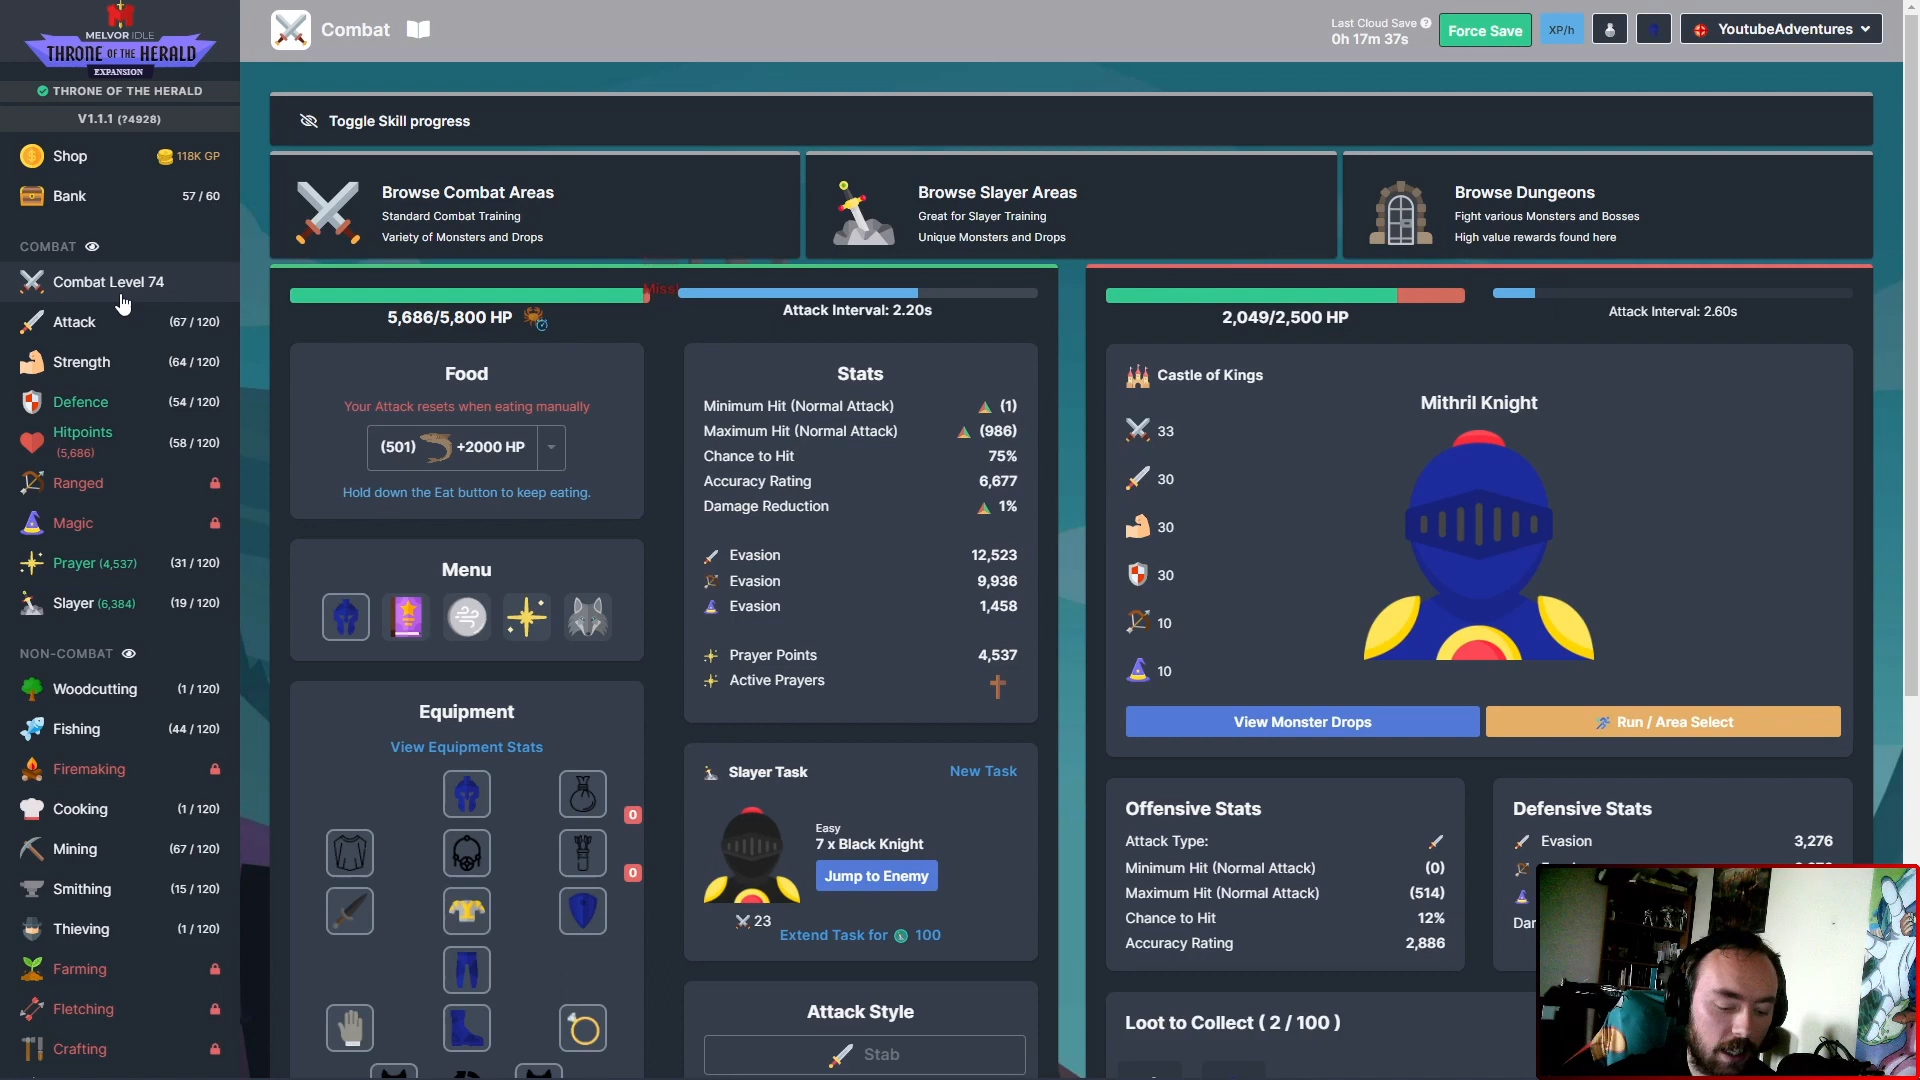 MELVOR IDLE
THRONE OF THE HERALD
EXPANSION
THRONE OF THE HERALD
V1.1.1 (?4928)
Shop
118K GP
Bank
57 / 60
COMBAT
Combat Level 74
Attack
(67 / 120)
Strength
(64 / 120)
Defence
(54 / 120)
Hitpoints
(5,686)
(58 / 120)
Ranged
Magic
Prayer (4,537)
(31 / 120)
Slayer (6,384)
(19 / 120)
NON-COMBAT
Woodcutting
(1 / 120)
Fishing
(44 / 120)
Firemaking
Cooking
(1 / 120)
Mining
(67 / 120)
Smithing
(15 / 120)
Thieving
(1 / 120)
Farming
Fletching
Crafting
Combat
Last Cloud Save
0h 17m 37s
Force Save
XP/h
YoutubeAdventures
Toggle Skill progress
Browse Combat Areas
Standard Combat Training
Variety of Monsters and Drops
Browse Slayer Areas
Great for Slayer Training
Unique Monsters and Drops
Browse Dungeons
Fight various Monsters and Bosses
High value rewards found here
Miss!
5,686/5,800 HP
Attack Interval: 2.20s
Food
Your Attack resets when eating manually
(501) +2000 HP
Hold down the Eat button to keep eating.
Menu
Equipment
View Equipment Stats
0
0
Stats
Minimum Hit (Normal Attack)
(1)
Maximum Hit (Normal Attack)
(986)
Chance to Hit
75%
Accuracy Rating
6,677
Damage Reduction
1%
Evasion
12,523
Evasion
9,936
Evasion
1,458
Prayer Points
4,537
Active Prayers
Slayer Task
New Task
Easy
7 x Black Knight
Jump to Enemy
23
Extend Task for 100
Attack Style
Stab
2,049/2,500 HP
Attack Interval: 2.60s
Castle of Kings
Mithril Knight
33
30
30
30
10
10
View Monster Drops
Run / Area Select
Offensive Stats
Attack Type:
Minimum Hit (Normal Attack)
(0)
Maximum Hit (Normal Attack)
(514)
Chance to Hit
12%
Accuracy Rating
2,886
Defensive Stats
Evasion
3,276
Loot to Collect ( 2 / 100 )